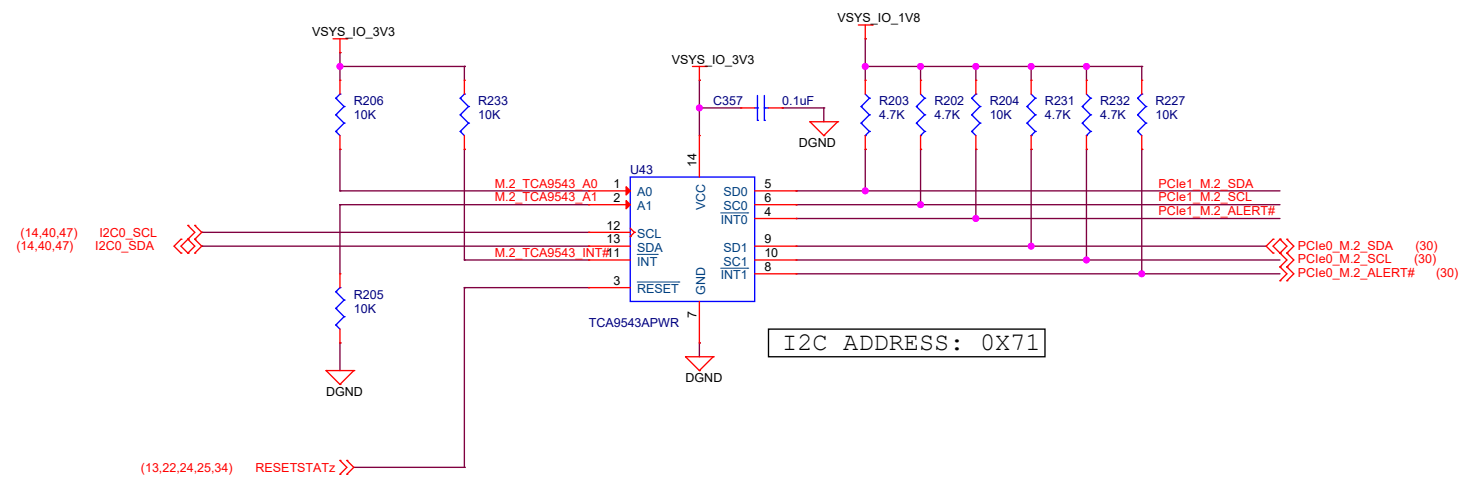 VSYS_IO_1V8
VSYS_IO_3V3
VSYS_IO_3V3
R206
10K
R233
10K
C357
0.1uF
DGND
R203
4.7K
R202
4.7K
R204
10K
R231
4.7K
R232
4.7K
R227
10K
U43
14
VCC
M.2_TCA9543_A0
1
A0
M.2_TCA9543_A1
2
A1
SD0
5
PCIe1_M.2_SDA
SC0
6
PCIe1_M.2_SCL
INT0
4
PCIe1_M.2_ALERT#
(14,40,47)
I2C0_SCL
12
SCL
(14,40,47)
I2C0_SDA
13
SDA
M.2_TCA9543_INT#
11
INT
SD1
9
PCIe0_M.2_SDA
(30)
SC1
10
PCIe0_M.2_SCL
(30)
INT1
8
PCIe0_M.2_ALERT#
(30)
3
RESET
GND
7
R205
10K
TCA9543APWR
I2C ADDRESS: 0X71
DGND
DGND
(13,22,24,25,34)
RESETSTATz